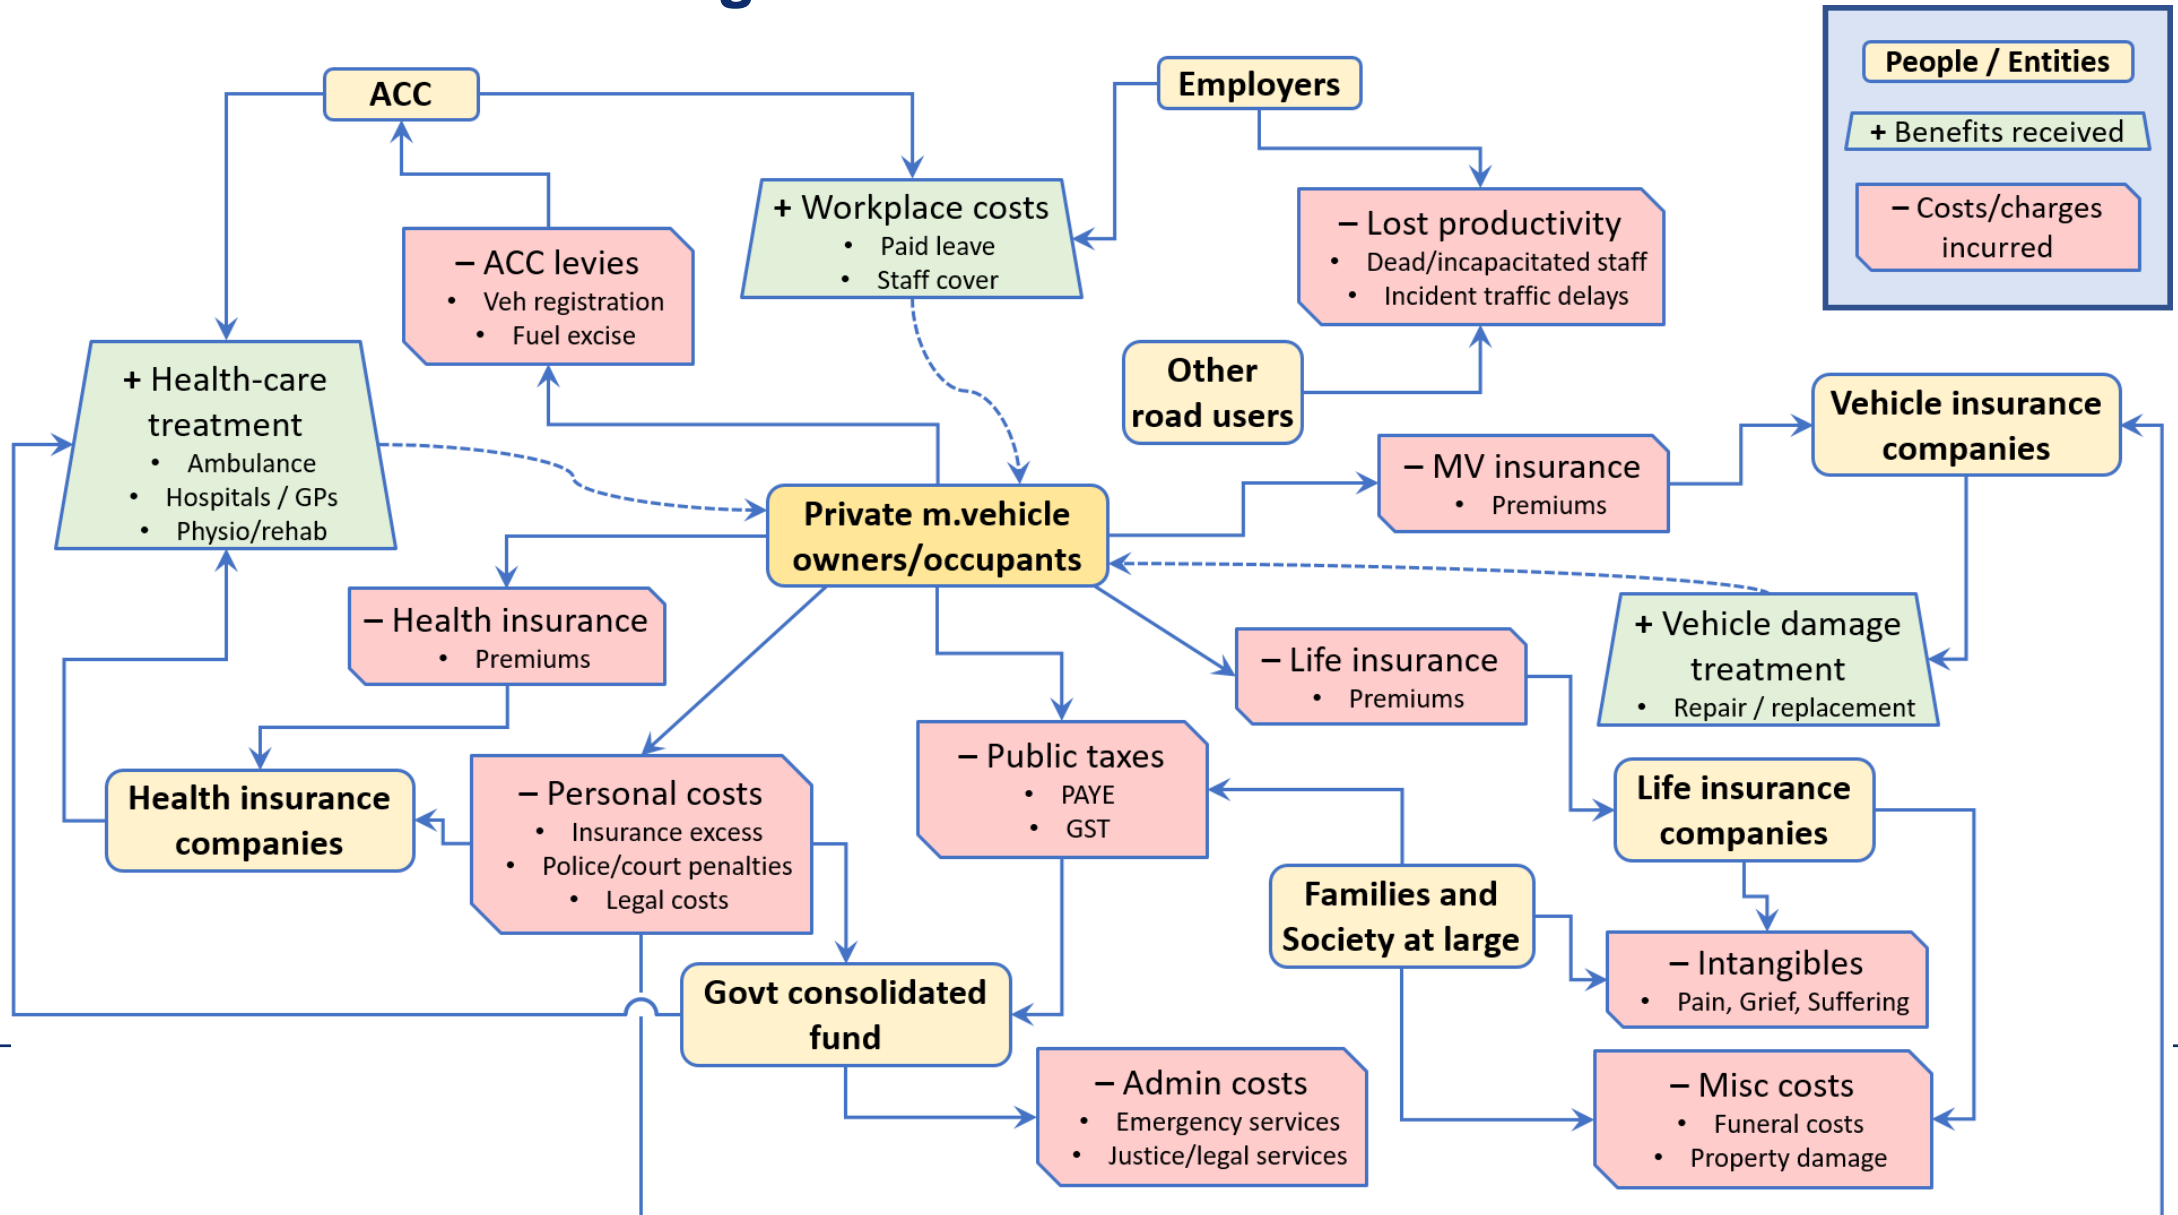 g
People / Entities
+ Benefits received
– Costs/charges
incurred
ACC
Employers
+ Workplace costs
• Paid leave
• Staff cover
– Lost productivity
• Dead/incapacitated staff
• Incident traffic delays
– ACC levies
• Veh registration
• Fuel excise
+ Health-care
treatment
• Ambulance
• Hospitals / GPs
• Physio/rehab
Other
road users
Vehicle insurance
companies
– MV insurance
• Premiums
Private m.vehicle
owners/occupants
– Health insurance
• Premiums
– Life insurance
• Premiums
+ Vehicle damage
treatment
• Repair / replacement
– Public taxes
• PAYE
• GST
Health insurance
companies
– Personal costs
• Insurance excess
• Police/court penalties
• Legal costs
Life insurance
companies
Families and
Society at large
– Intangibles
• Pain, Grief, Suffering
Govt consolidated
fund
– Admin costs
• Emergency services
• Justice/legal services
– Misc costs
• Funeral costs
• Property damage